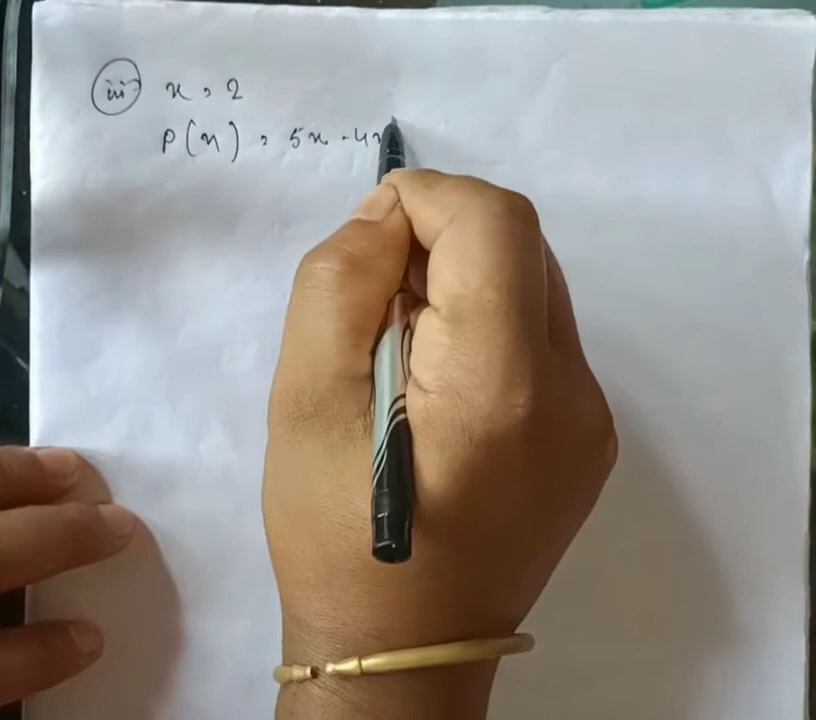 (iii) x = 2
p(x) = 5x - 4x